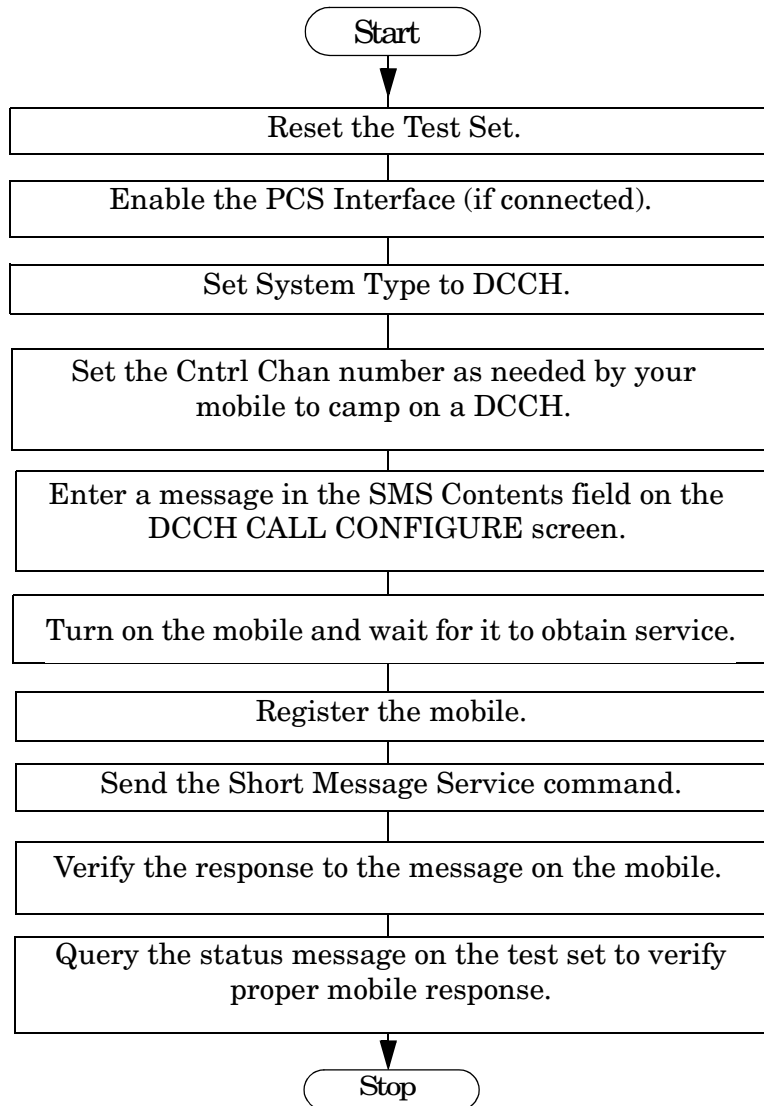 Start
Reset the Test Set.
Enable the PCS Interface (if connected).
Set System Type to DCCH.
Set the Cntrl Chan number as needed by your
mobile to camp on a DCCH.
Enter a message in the SMS Contents field on the
DCCH CALL CONFIGURE screen.
Turn on the mobile and wait for it to obtain service.
Register the mobile.
Send the Short Message Service command.
Verify the response to the message on the mobile.
Query the status message on the test set to verify
proper mobile response.
Stop